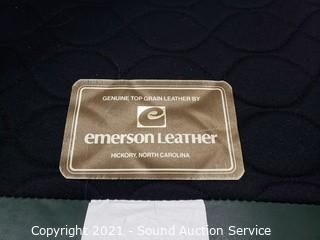 GENUINE TOP GRAIN LEATHER BY
e
emerson Leather
HICKORY, NORTH CAROLINA
Copyright 2021 - Sound Auction Service